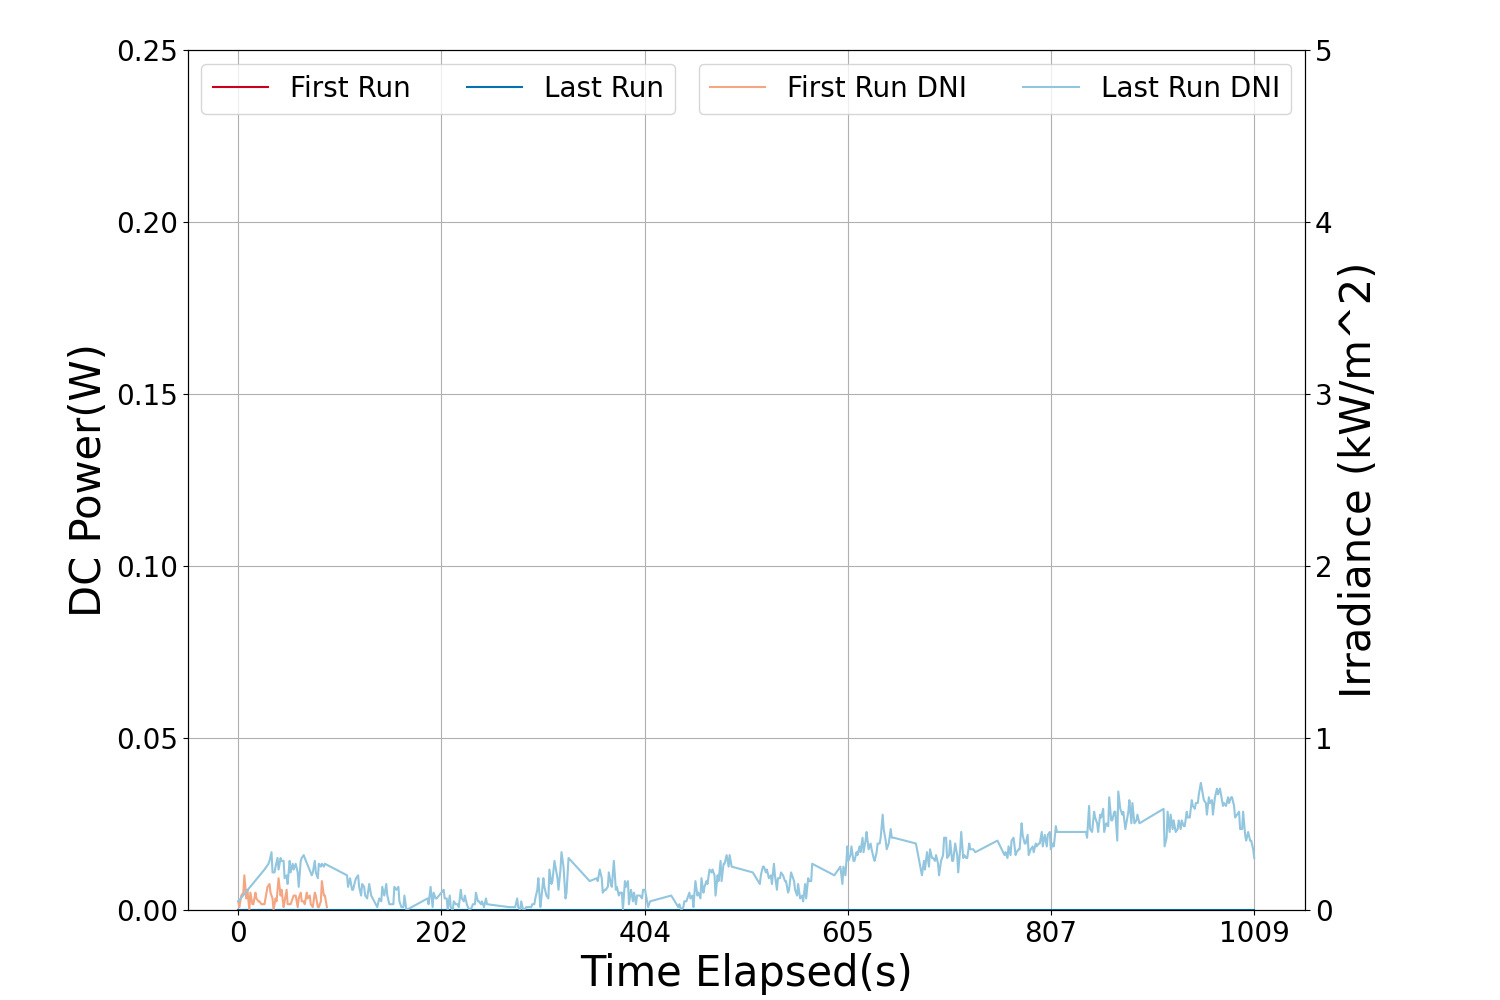 First Run
Last Run
First Run DNI
Last Run DNI
DC Power(W)
0.25
0.20
0.15
0.10
0.05
0.00
5
4
3
2
1
0
Irradiance (kW/m^2)
0 202 404 605 807 1009
Time Elapsed(s)